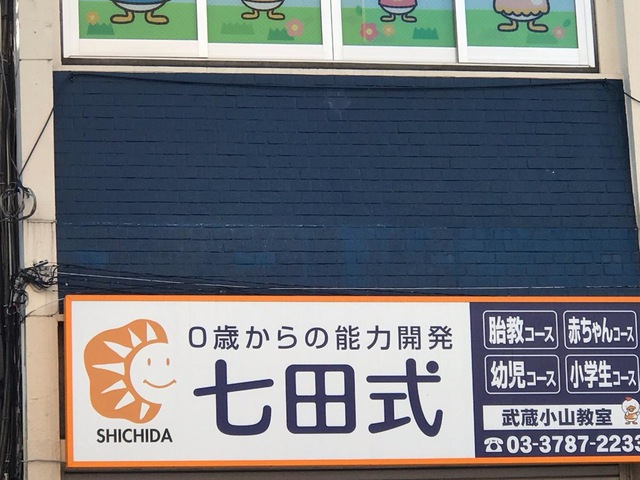 0歳からの能力開発
七田式
SHICHIDA
胎教コース
赤ちゃんコース
幼児コース
小学生コース
武蔵小山教室
☎03-3787-2233